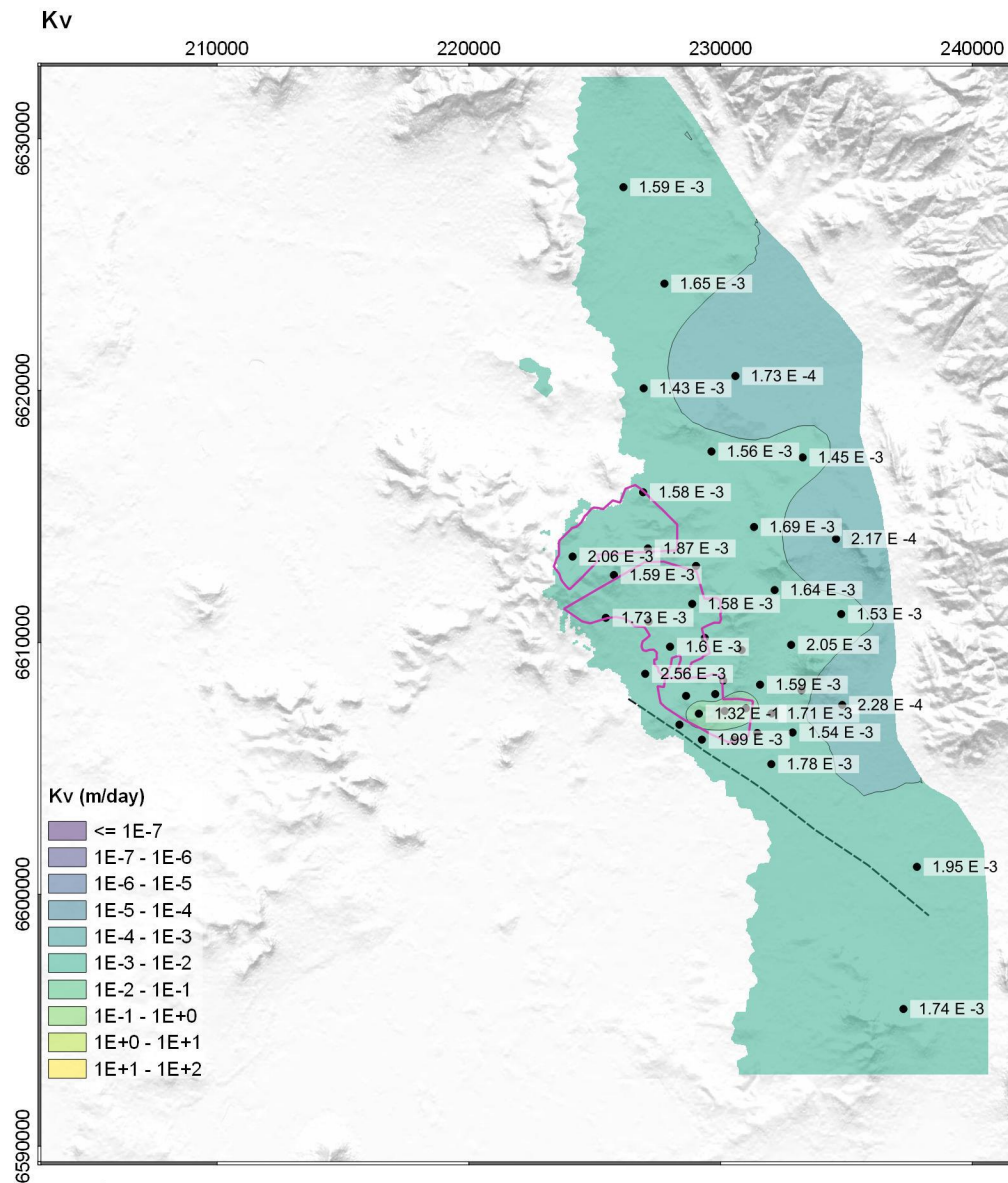 Kv
210000
220000
230000
240000
6630000
6620000
6610000
6600000
6590000
1.59 E -3
1.65 E -3
1.73 E -4
1.43 E -3
1.56 E -3
1.45 E -3
1.58 E -3
1.69 E -3
2.17 E -4
1.87 E -3
2.06 E -3
1.59 E -3
1.64 E -3
1.58 E -3
1.53 E -3
1.73 E -3
1.6 E -3
2.05 E -3
2.56 E -3
1.59 E -3
2.28 E -4
1.32 E -4
1.71 E -3
1.54 E -3
1.99 E -3
1.78 E -3
1.95 E -3
1.74 E -3
Kv (m/day)
<= 1E-7
1E-7 - 1E-6
1E-6 - 1E-5
1E-5 - 1E-4
1E-4 - 1E-3
1E-3 - 1E-2
1E-2 - 1E-1
1E-1 - 1E+0
1E+0 - 1E+1
1E+1 - 1E+2